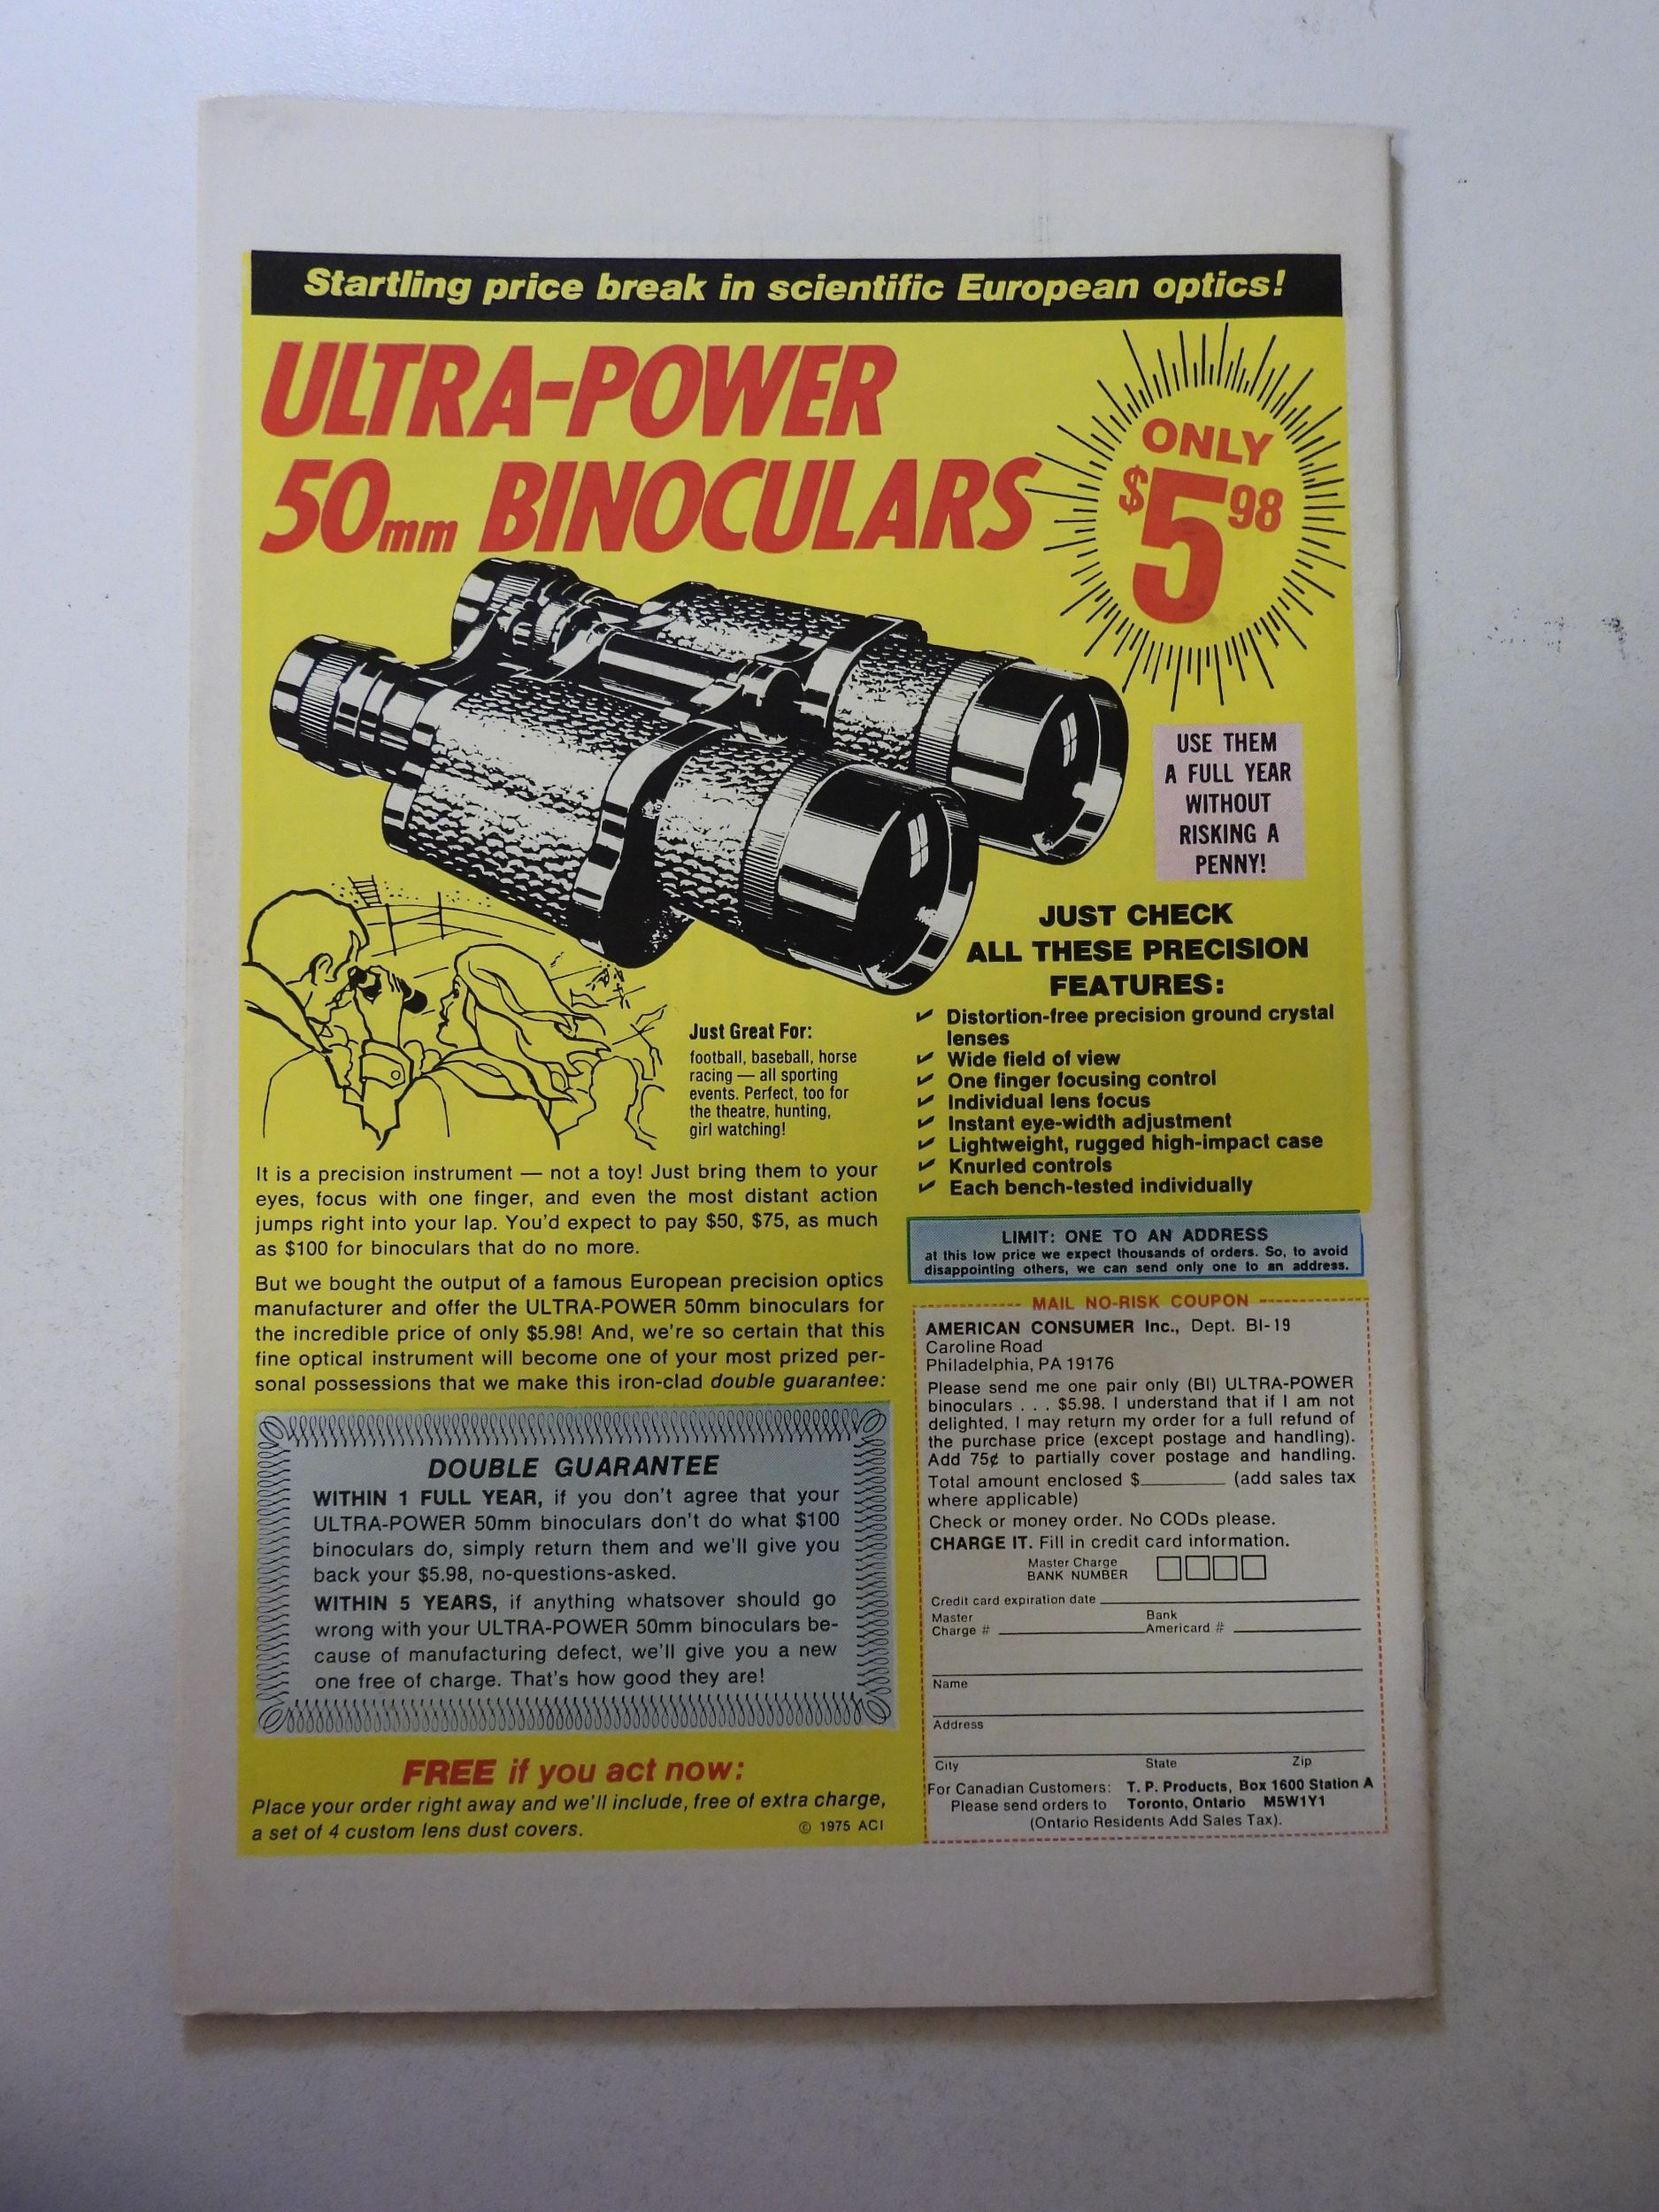 Startling price break in scientific European optics!
ULTRA-POWER
50mm BINOCULARS
ONLY
$5 98
USE THEM
A FULL YEAR
WITHOUT
RISKING A
PENNY!
JUST CHECK
ALL THESE PRECISION
FEATURES:
✓ Distortion-free precision ground crystal
lenses
✓ Wide field of view
✓ One finger focusing control
✓ Individual lens focus
✓ Instant eye-width adjustment
✓ Lightweight, rugged high-impact case
✓ Knurled controls
✓ Each bench-tested individually
Just Great For:
football, baseball, horse
racing — all sporting
events. Perfect, too for
the theatre, hunting,
girl watching!
It is a precision instrument — not a toy! Just bring them to your
eyes, focus with one finger, and even the most distant action
jumps right into your lap. You'd expect to pay $50, $75, as much
as $100 for binoculars that do no more.
But we bought the output of a famous European precision optics
manufacturer and offer the ULTRA-POWER 50mm binoculars for
the incredible price of only $5.98! And, we're so certain that this
fine optical instrument will become one of your most prized per-
sonal possessions that we make this iron-clad double guarantee:
DOUBLE GUARANTEE
WITHIN 1 FULL YEAR, if you don't agree that your
ULTRA-POWER 50mm binoculars don't do what $100
binoculars do, simply return them and we'll give you
back your $5.98, no-questions-asked.
WITHIN 5 YEARS, if anything whatsover should go
wrong with your ULTRA-POWER 50mm binoculars be-
cause of manufacturing defect, we'll give you a new
one free of charge. That's how good they are!
FREE if you act now:
Place your order right away and we'll include, free of extra charge,
a set of 4 custom lens dust covers.
© 1975 ACI
LIMIT: ONE TO AN ADDRESS
at this low price we expect thousands of orders. So, to avoid
disappointing others, we can send only one to an address.
MAIL NO-RISK COUPON
AMERICAN CONSUMER Inc., Dept. BI-19
Caroline Road
Philadelphia, PA 19176
Please send me one pair only (BI) ULTRA-POWER
binoculars . . . $5.98. I understand that if I am not
delighted, I may return my order for a full refund of
the purchase price (except postage and handling).
Add 75¢ to partially cover postage and handling.
Total amount enclosed $________ (add sales tax
where applicable)
Check or money order. No CODs please.
CHARGE IT. Fill in credit card information.
Master Charge
BANK NUMBER
Credit card expiration date
Master Bank
Charge # Americard #
Name
Address
City State Zip
For Canadian Customers: T. P. Products, Box 1600 Station A
Please send orders to Toronto, Ontario M5W1Y1
(Ontario Residents Add Sales Tax).